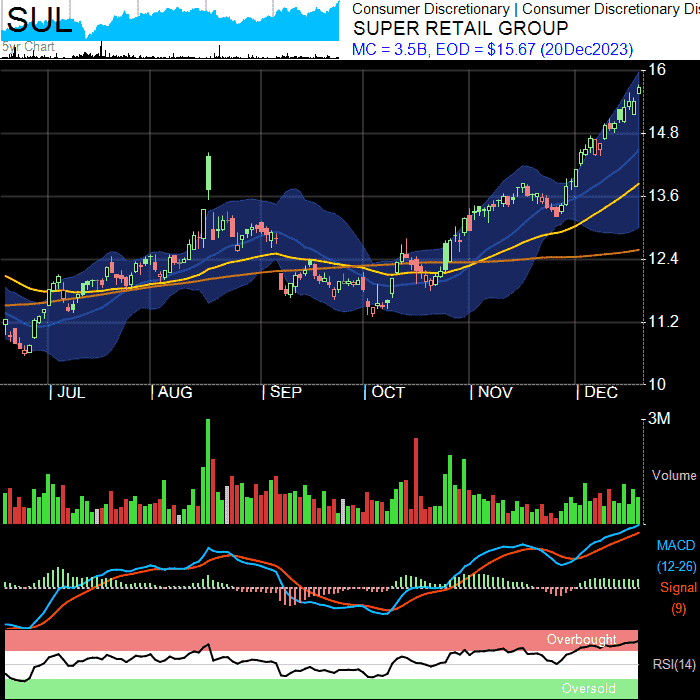 SUL
5yr Chart
Consumer Discretionary | Consumer Discretionary Dis
SUPER RETAIL GROUP
MC = 3.5B, EOD = $15.67 (20Dec2023)
16
14.8
13.6
12.4
11.2
10
| JUL | AUG | SEP | OCT | NOV | DEC
3M
Volume
MACD
(12-26)
Signal
(9)
Overbought
RSI(14)
Oversold